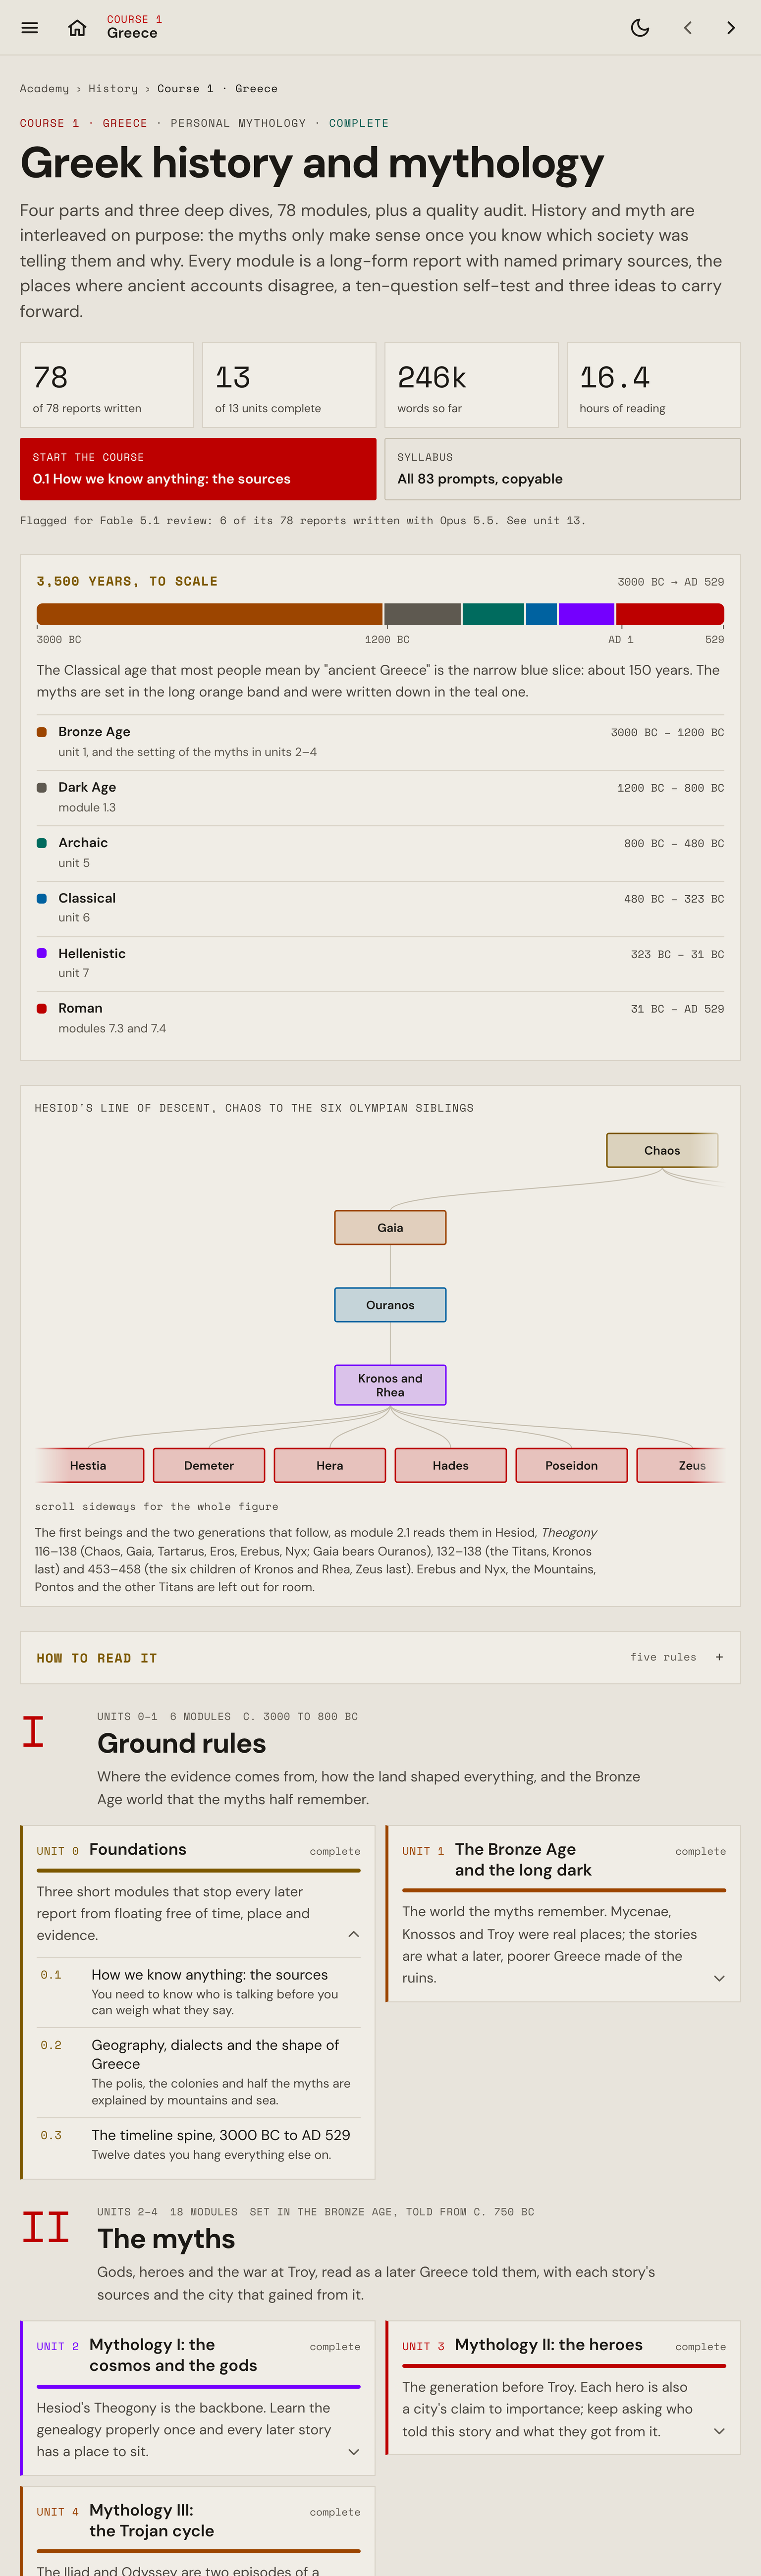 COURSE 1
Greece
Academy › History › Course 1 · Greece
COURSE 1 · GREECE · PERSONAL MYTHOLOGY · COMPLETE
Greek history and mythology
Four parts and three deep dives, 78 modules, plus a quality audit. History and myth are
interleaved on purpose: the myths only make sense once you know which society was
telling them and why. Every module is a long-form report with named primary sources, the
places where ancient accounts disagree, a ten-question self-test and three ideas to carry
forward.
78
of 78 reports written
13
of 13 units complete
246k
words so far
16.4
hours of reading
START THE COURSE
0.1 How we know anything: the sources
SYLLABUS
All 83 prompts, copyable
Flagged for Fable 5.1 review: 6 of its 78 reports written with Opus 5.5. See unit 13.
3,500 YEARS, TO SCALE
3000 BC → AD 529
3000 BC
1200 BC
AD 1
529
The Classical age that most people mean by "ancient Greece" is the narrow blue slice: about 150 years. The
myths are set in the long orange band and were written down in the teal one.
Bronze Age
3000 BC – 1200 BC
unit 1, and the setting of the myths in units 2–4
Dark Age
1200 BC – 800 BC
module 1.3
Archaic
800 BC – 480 BC
unit 5
Classical
480 BC – 323 BC
unit 6
Hellenistic
323 BC – 31 BC
unit 7
Roman
31 BC – AD 529
modules 7.3 and 7.4
HESIOD'S LINE OF DESCENT, CHAOS TO THE SIX OLYMPIAN SIBLINGS
Chaos
Gaia
Ouranos
Kronos and
Rhea
Hestia
Demeter
Hera
Hades
Poseidon
Zeus
scroll sideways for the whole figure
The first beings and the two generations that follow, as module 2.1 reads them in Hesiod, Theogony
116–138 (Chaos, Gaia, Tartarus, Eros, Erebus, Nyx; Gaia bears Ouranos), 132–138 (the Titans, Kronos
last) and 453–458 (the six children of Kronos and Rhea, Zeus last). Erebus and Nyx, the Mountains,
Pontos and the other Titans are left out for room.
HOW TO READ IT
five rules +
I
UNITS 0–1 6 MODULES C. 3000 TO 800 BC
Ground rules
Where the evidence comes from, how the land shaped everything, and the Bronze
Age world that the myths half remember.
UNIT 0 Foundations
complete
Three short modules that stop every later
report from floating free of time, place and
evidence.
0.1 How we know anything: the sources
You need to know who is talking before you
can weigh what they say.
0.2 Geography, dialects and the shape of
Greece
The polis, the colonies and half the myths are
explained by mountains and sea.
0.3 The timeline spine, 3000 BC to AD 529
Twelve dates you hang everything else on.
UNIT 1 The Bronze Age
and the long dark
complete
The world the myths remember. Mycenae,
Knossos and Troy were real places; the stories
are what a later, poorer Greece made of the
ruins.
II
UNITS 2–4 18 MODULES SET IN THE BRONZE AGE, TOLD FROM C. 750 BC
The myths
Gods, heroes and the war at Troy, read as a later Greece told them, with each story's
sources and the city that gained from it.
UNIT 2 Mythology I: the
cosmos and the gods
complete
Hesiod's Theogony is the backbone. Learn the
genealogy properly once and every later story
has a place to sit.
UNIT 3 Mythology II: the heroes
complete
The generation before Troy. Each hero is also
a city's claim to importance; keep asking who
told this story and what they got from it.
UNIT 4 Mythology III:
the Trojan cycle
complete
The Iliad and Odyssey are two episodes of a